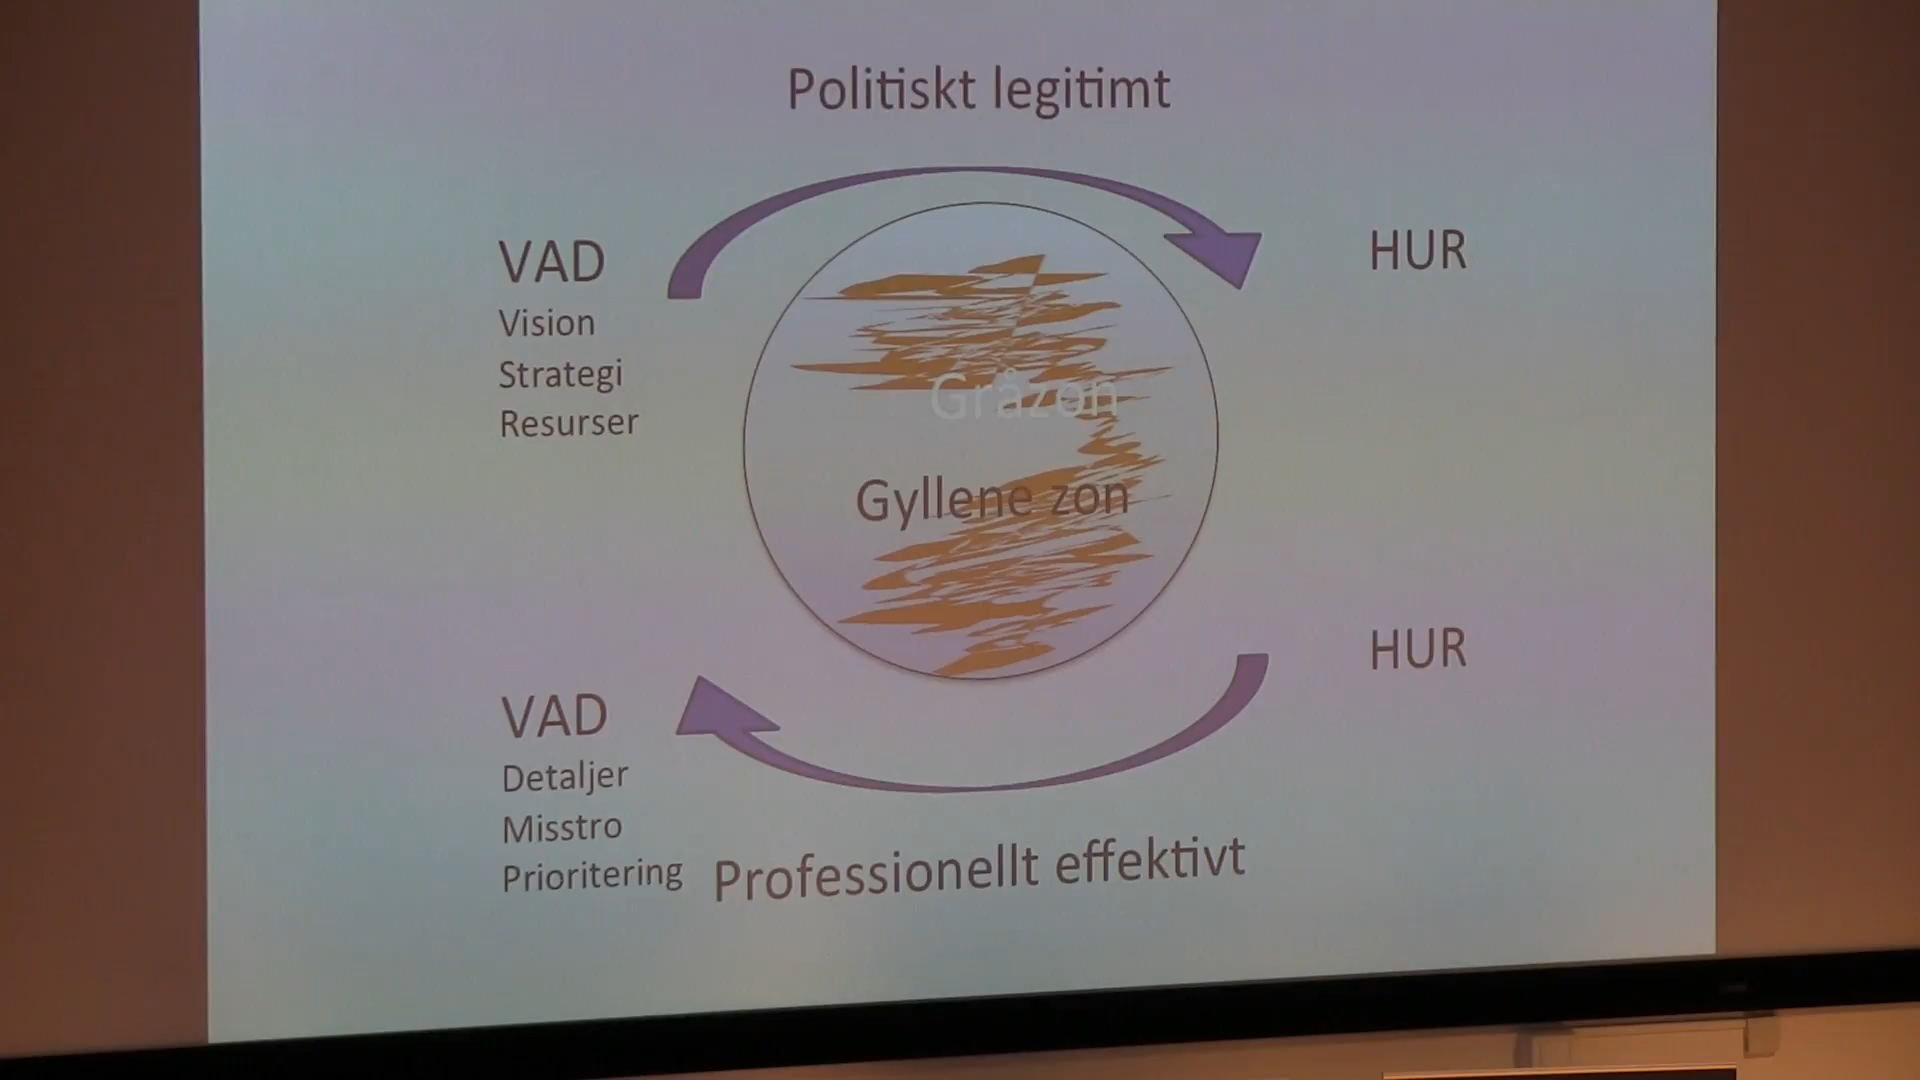 Politiskt legitimt
VAD
Vision
Strategi
Resurser
HUR
Gråzon
Gyllene zon
HUR
VAD
Detaljer
Misstro
Prioritering
Professionellt effektivt